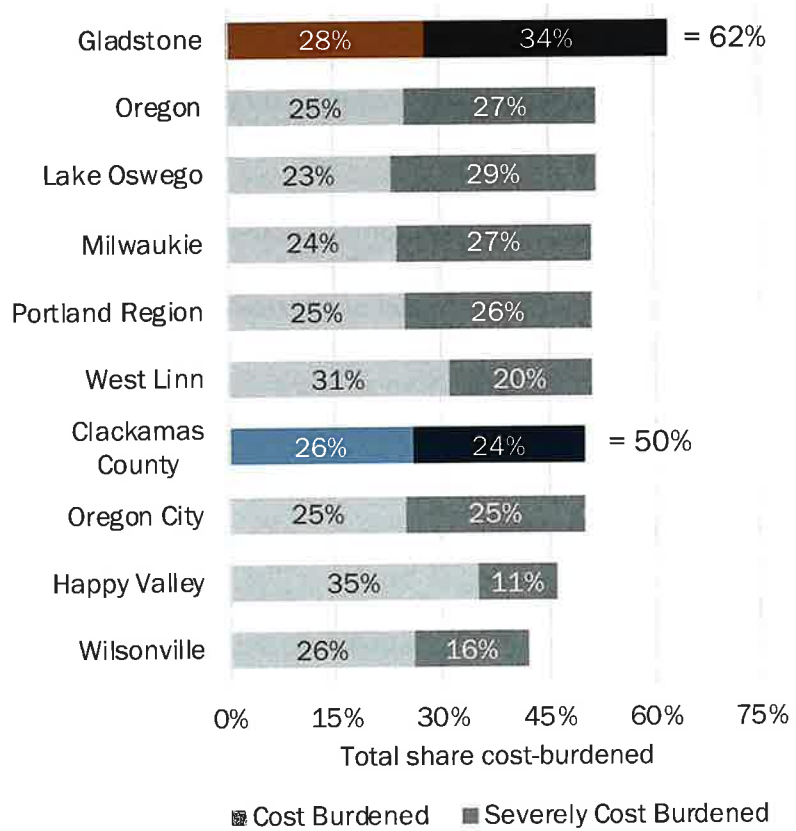 Gladstone 28% 34% = 62%
Oregon 25% 27%
Lake Oswego 23% 29%
Milwaukie 24% 27%
Portland Region 25% 26%
West Linn 31% 20%
Clackamas
County 26% 24% = 50%
Oregon City 25% 25%
Happy Valley 35% 11%
Wilsonville 26% 16%
0% 15% 30% 45% 60% 75%
Total share cost-burdened
Cost Burdened Severely Cost Burdened